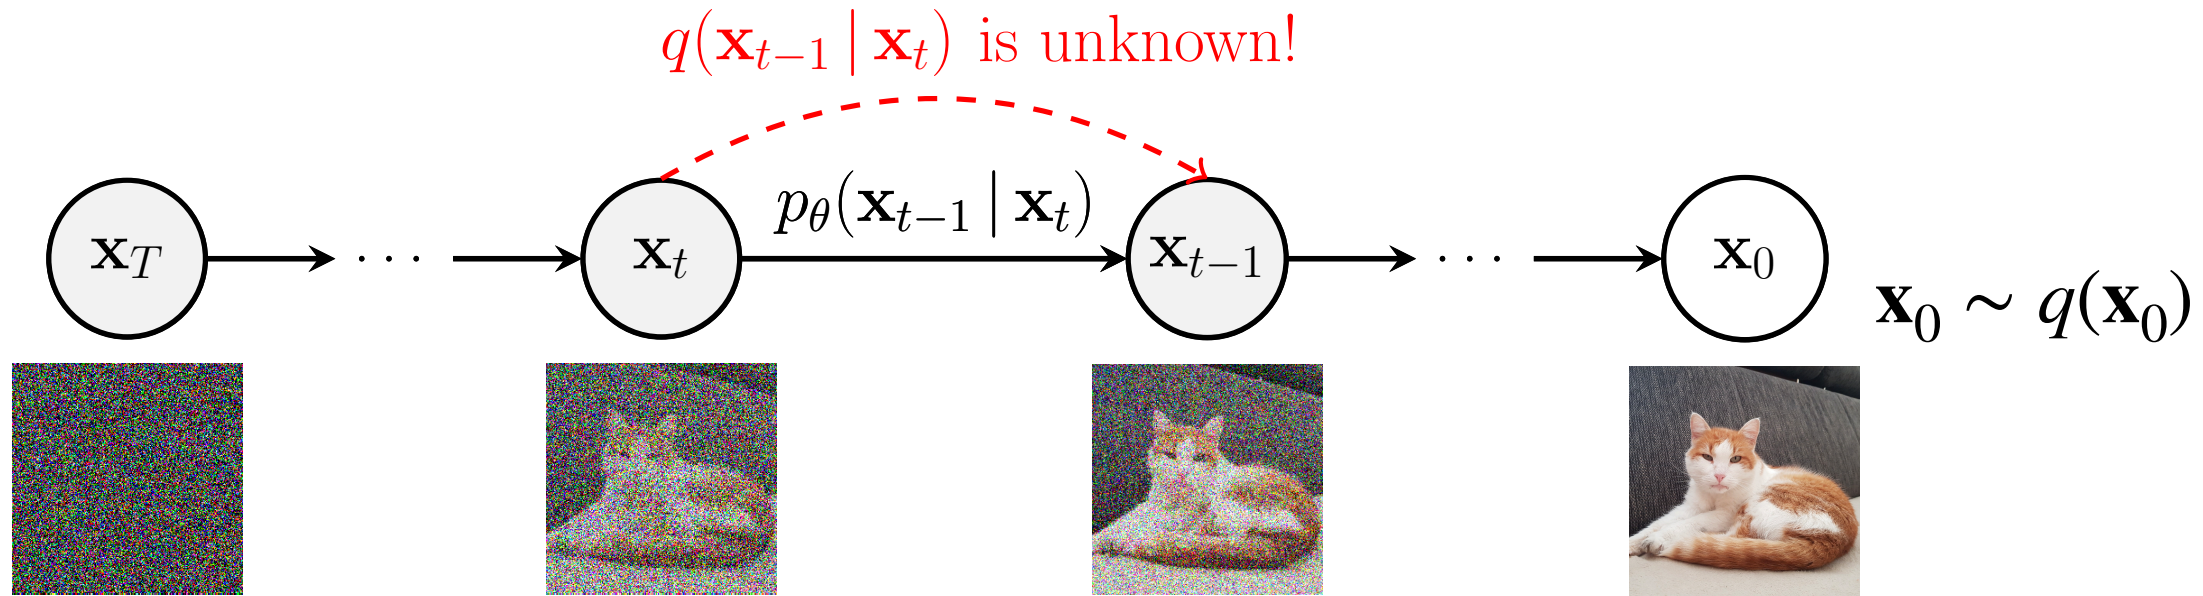 q(x_{t−1} | x_t) is unknown!
p_θ(x_{t−1} | x_t)
x_T · · · x_t x_{t−1} · · · x_0
x_0 ∼ q(x_0)